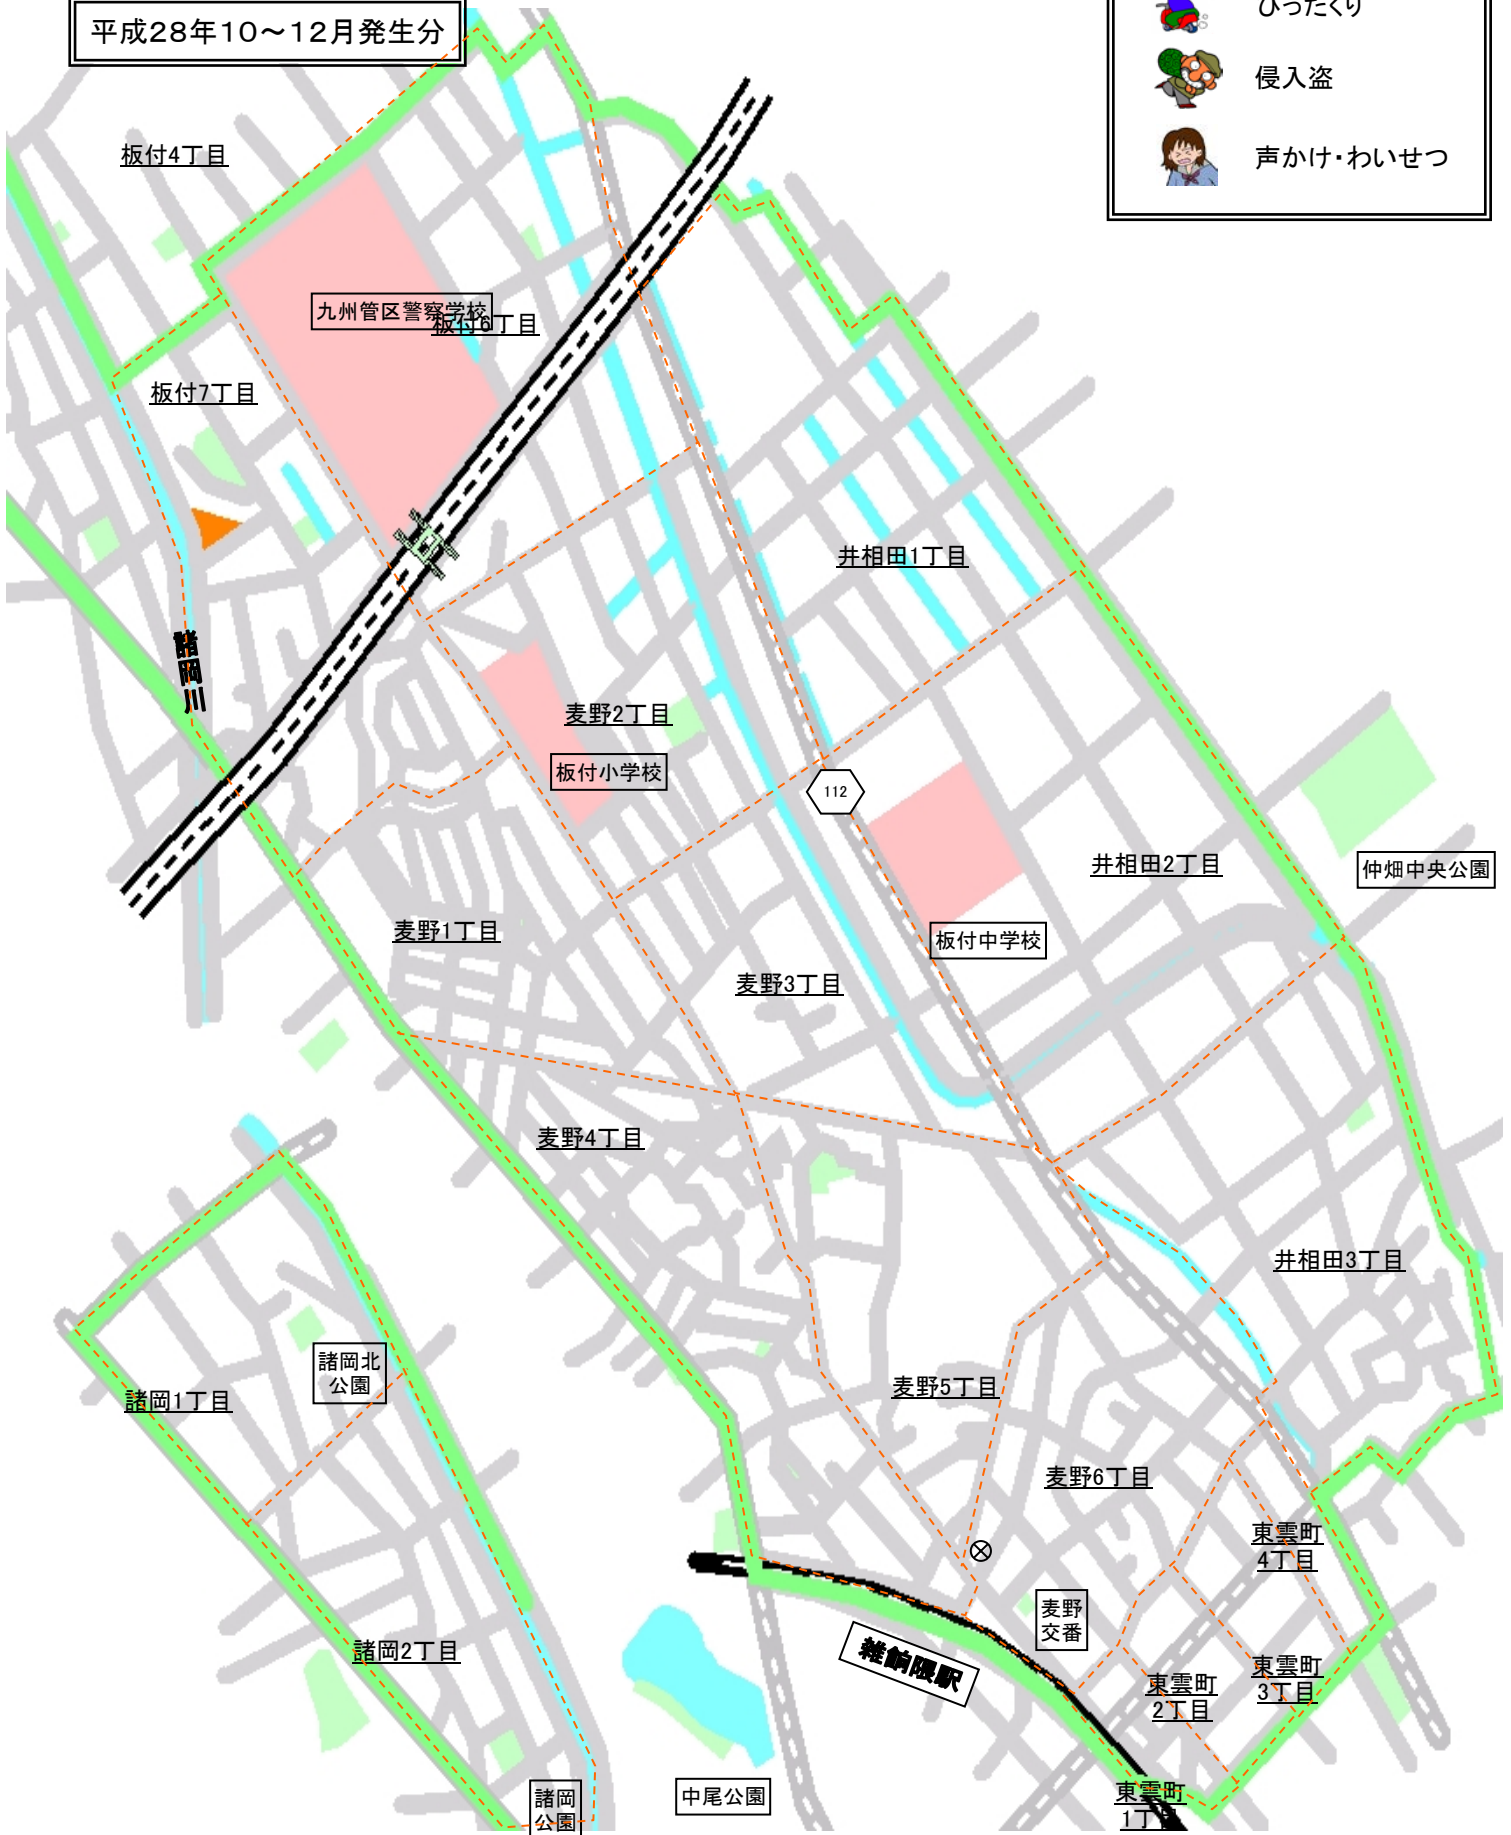 平成28年10～12月発生分
ひったくり
侵入盗
声かけ・わいせつ
板付4丁目
九州管区警察学校
板付6丁目
板付7丁目
井相田1丁目
諸岡川
麦野2丁目
板付小学校
112
井相田2丁目
仲畑中央公園
麦野1丁目
板付中学校
麦野3丁目
麦野4丁目
井相田3丁目
諸岡北
公園
諸岡1丁目
麦野5丁目
麦野6丁目
東雲町
4丁目
麦野
交番
諸岡2丁目
雑餉隈駅
東雲町
3丁目
東雲町
2丁目
中尾公園
諸岡
公園
東雲町
1丁目